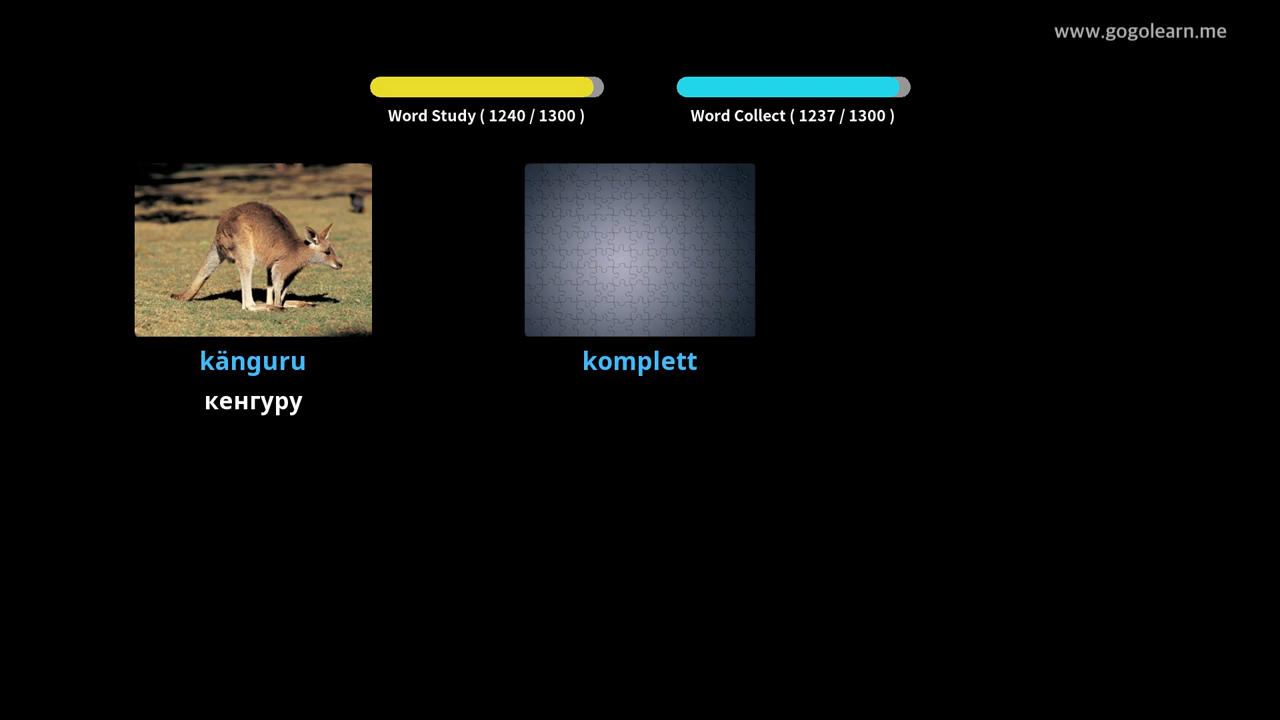 www.gogolearn.me
Word Study ( 1240 / 1300 )
Word Collect ( 1237 / 1300 )
känguru
komplett
кенгуру